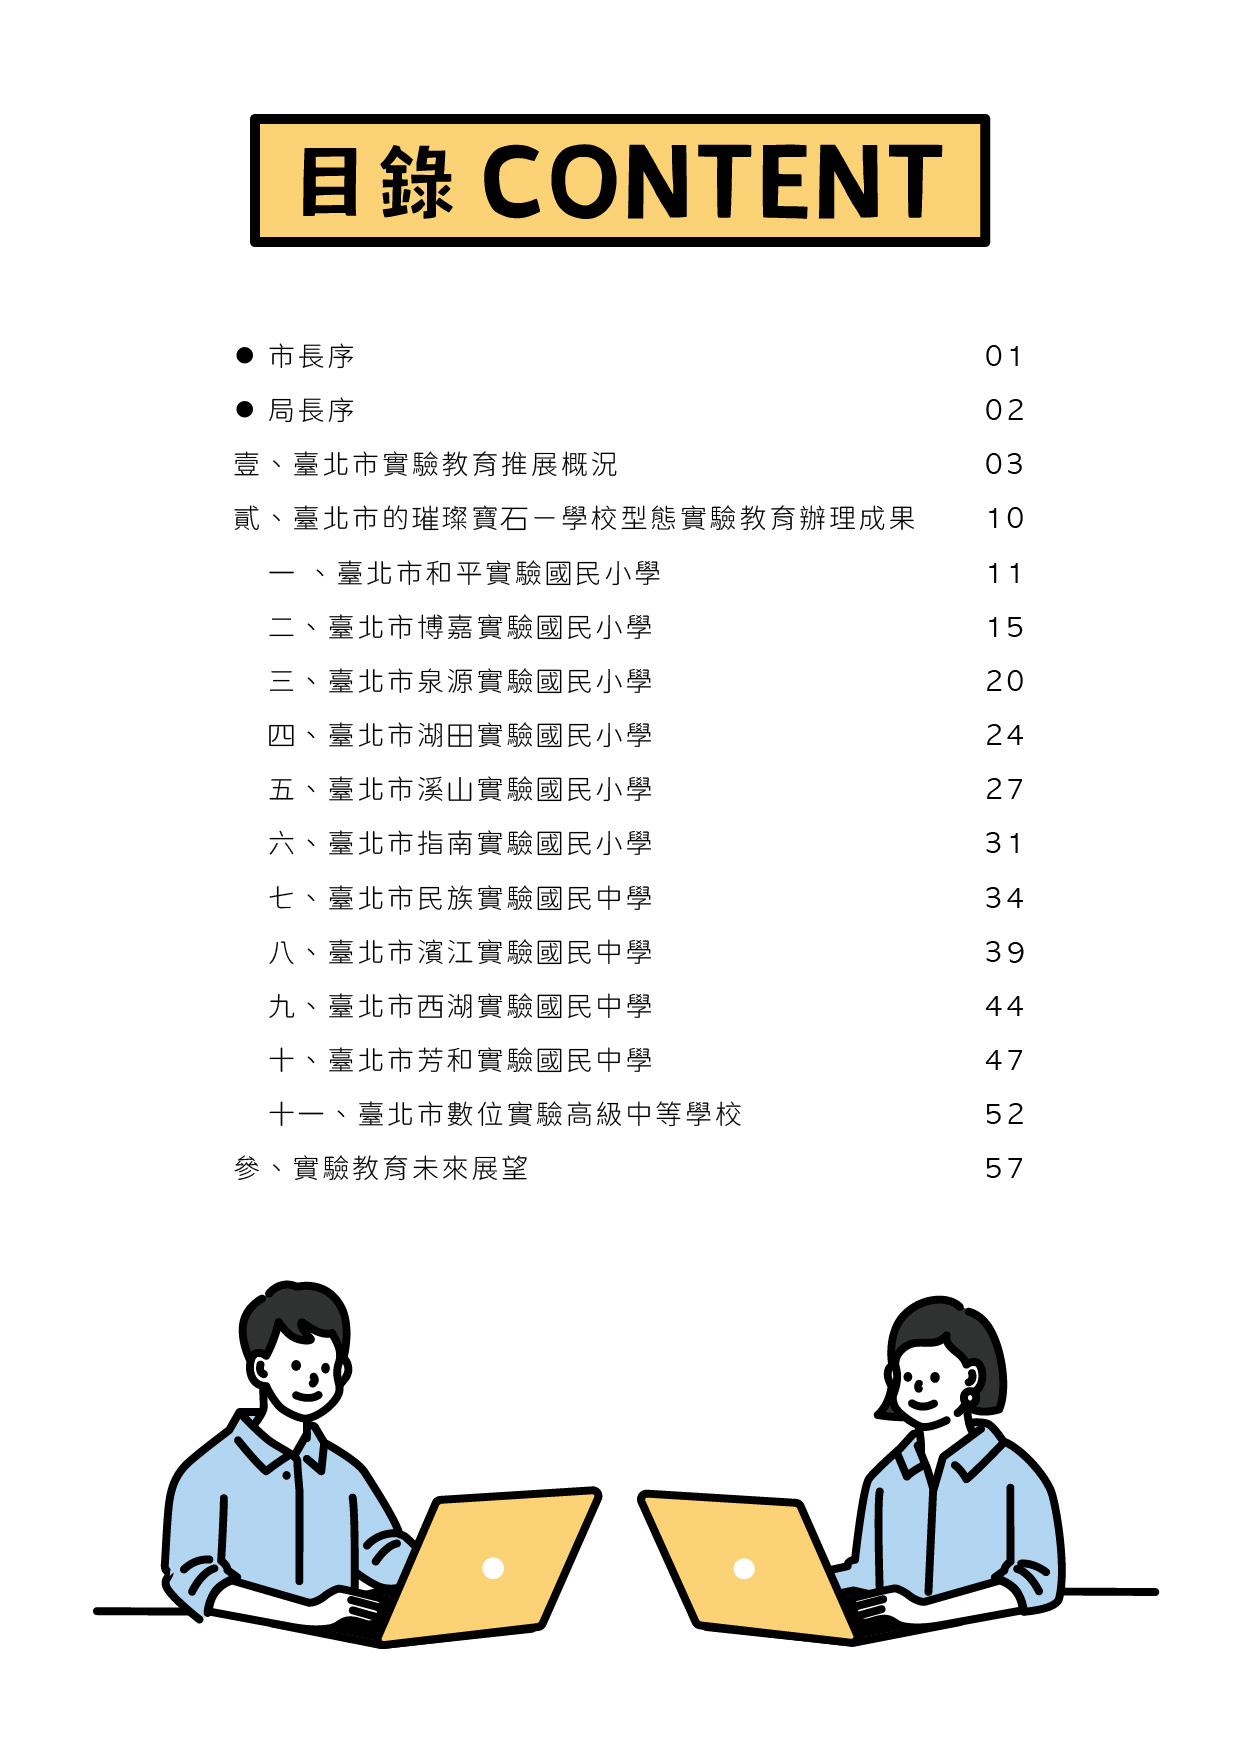 目錄 CONTENT
● 市長序 01
● 局長序 02
壹、臺北市實驗教育推展概況 03
貳、臺北市的璀璨寶石－學校型態實驗教育辦理成果 10
一、臺北市和平實驗國民小學 11
二、臺北市博嘉實驗國民小學 15
三、臺北市泉源實驗國民小學 20
四、臺北市湖田實驗國民小學 24
五、臺北市溪山實驗國民小學 27
六、臺北市指南實驗國民小學 31
七、臺北市民族實驗國民中學 34
八、臺北市濱江實驗國民中學 39
九、臺北市西湖實驗國民中學 44
十、臺北市芳和實驗國民中學 47
十一、臺北市數位實驗高級中等學校 52
參、實驗教育未來展望 57